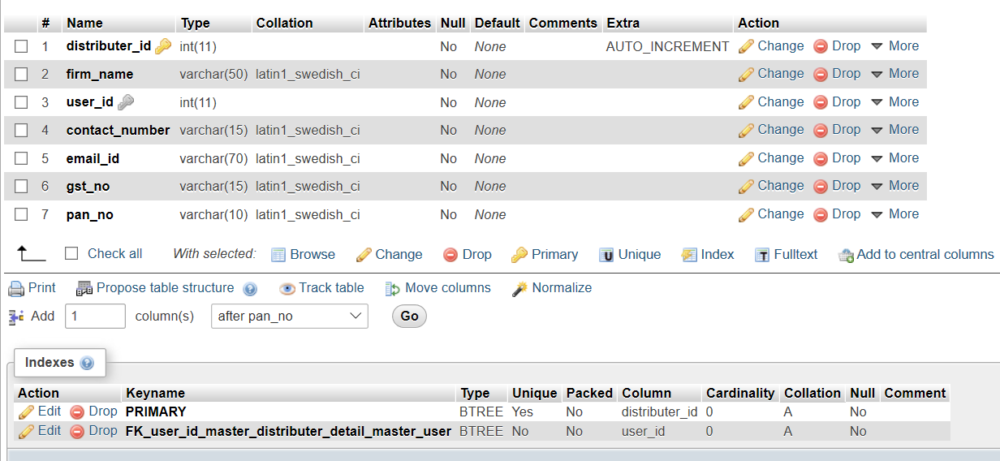 # Name Type Collation Attributes Null Default Comments Extra Action
1 distributer_id int(11) No None AUTO_INCREMENT Change Drop More
2 firm_name varchar(50) latin1_swedish_ci No None Change Drop More
3 user_id int(11) No None Change Drop More
4 contact_number varchar(15) latin1_swedish_ci No None Change Drop More
5 email_id varchar(70) latin1_swedish_ci No None Change Drop More
6 gst_no varchar(15) latin1_swedish_ci No None Change Drop More
7 pan_no varchar(10) latin1_swedish_ci No None Change Drop More
Check all With selected: Browse Change Drop Primary U Unique Index T Fulltext Add to central columns
Print Propose table structure ? Track table Move columns Normalize
Add 1 column(s) after pan_no Go
Indexes ?
Action Keyname Type Unique Packed Column Cardinality Collation Null Comment
Edit Drop PRIMARY BTREE Yes No distributer_id 0 A No
Edit Drop FK_user_id_master_distributer_detail_master_user BTREE No No user_id 0 A No